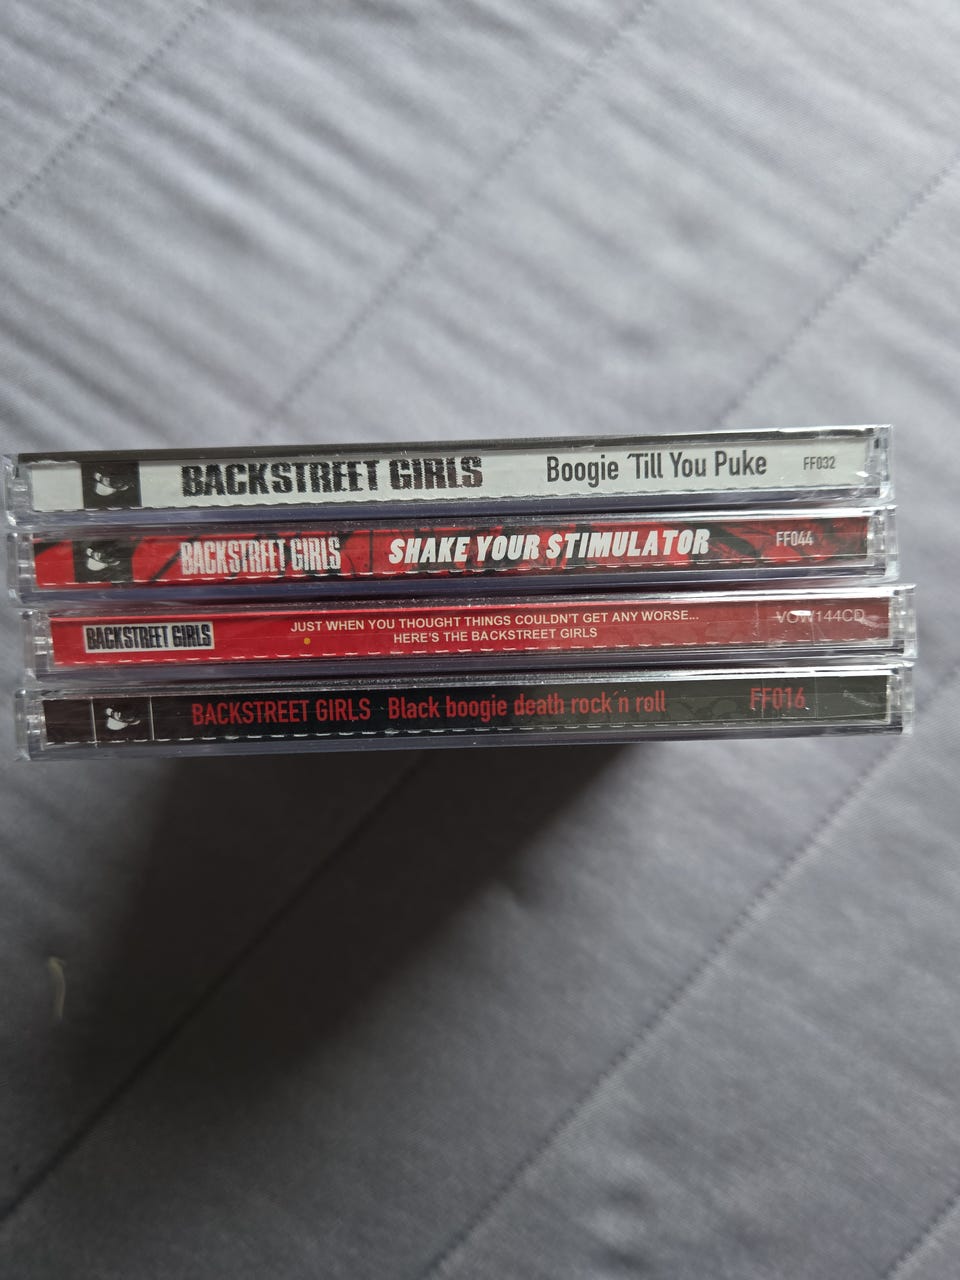 BACKSTREET GIRLS Boogie ´Till You Puke FF032
BACKSTREET GIRLS SHAKE YOUR STIMULATOR FF044
BACKSTREET GIRLS JUST WHEN YOU THOUGHT THINGS COULDN'T GET ANY WORSE... VOW144CD
HERE'S THE BACKSTREET GIRLS
BACKSTREET GIRLS Black boogie death rock´n roll FF016